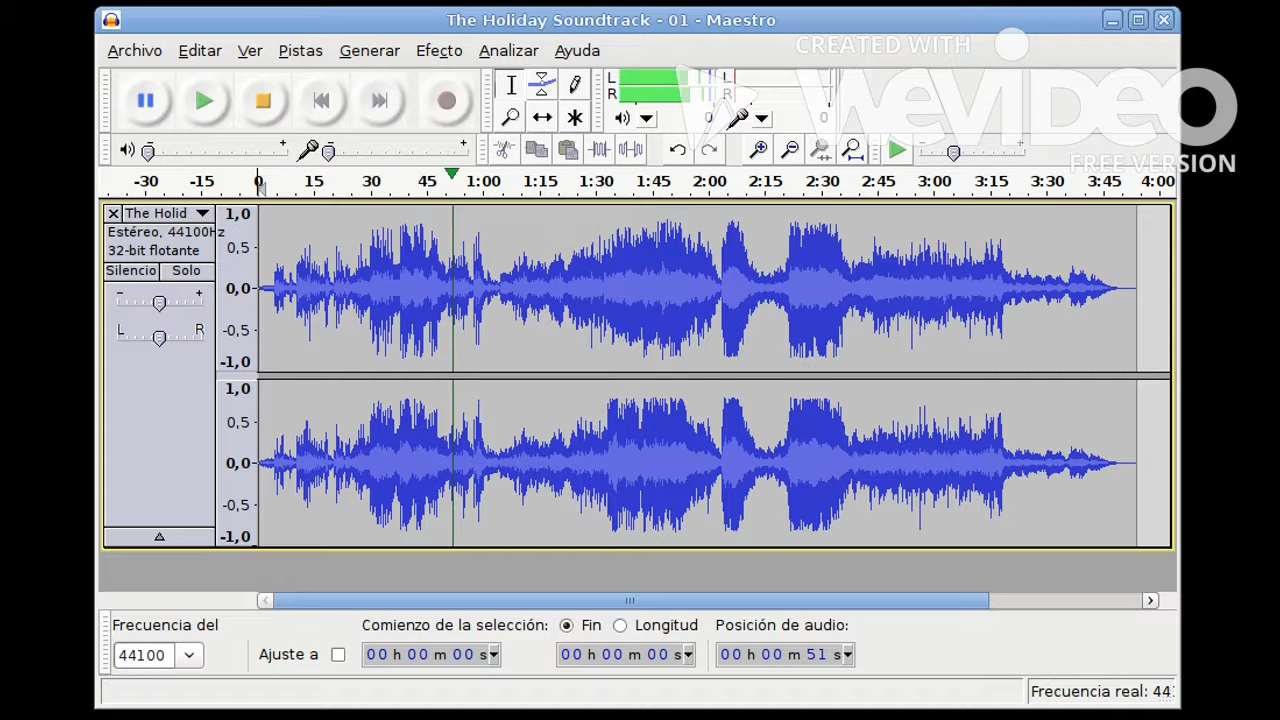 The Holiday Soundtrack - 01 - Maestro
CREATED WITH
Archivo Editar Ver Pistas Generar Efecto Analizar Ayuda
WEVIDEO
L L
R R
0 0
FREE VERSION
-30 -15 0 15 30 45 1:00 1:15 1:30 1:45 2:00 2:15 2:30 2:45 3:00 3:15 3:30 3:45 4:00
The Holid
Estéreo, 44100Hz
32-bit flotante
Silencio Solo
- +
L R
1,0
0,5
0,0
-0,5
-1,0
1,0
0,5
0,0
-0,5
-1,0
Frecuencia del Comienzo de la selección: Fin Longitud Posición de audio:
44100 Ajuste a 00 h 00 m 00 s 00 h 00 m 00 s 00 h 00 m 51 s
Frecuencia real: 441